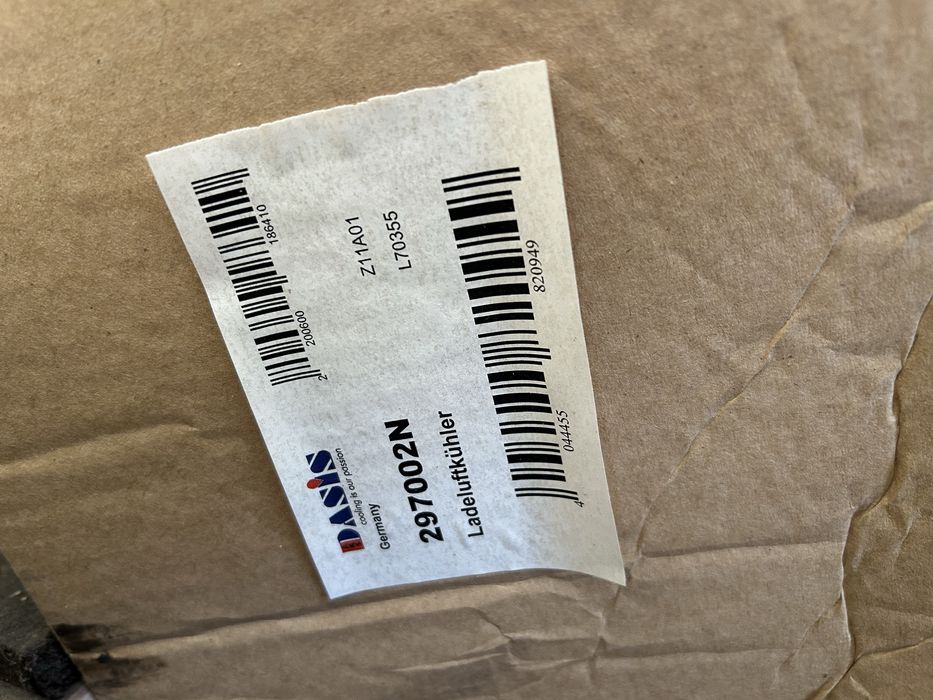 DASIS
cooling is our passion
Germany
2 200600 186410
297002N
Z11A01
Ladeluftkühler
L70355
4 044455 820949